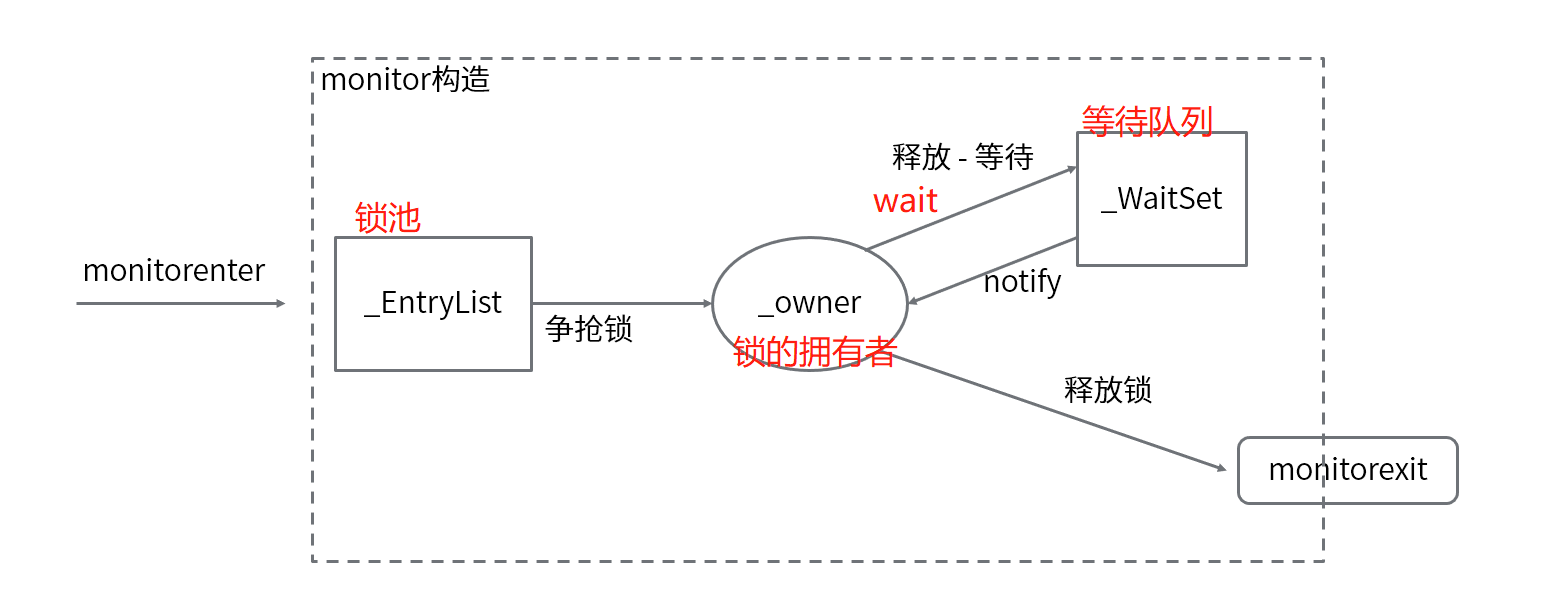 monitor构造
等待队列
释放 - 等待
wait
_WaitSet
锁池
monitorenter
notify
_EntryList
_owner
争抢锁
锁的拥有者
释放锁
monitorexit